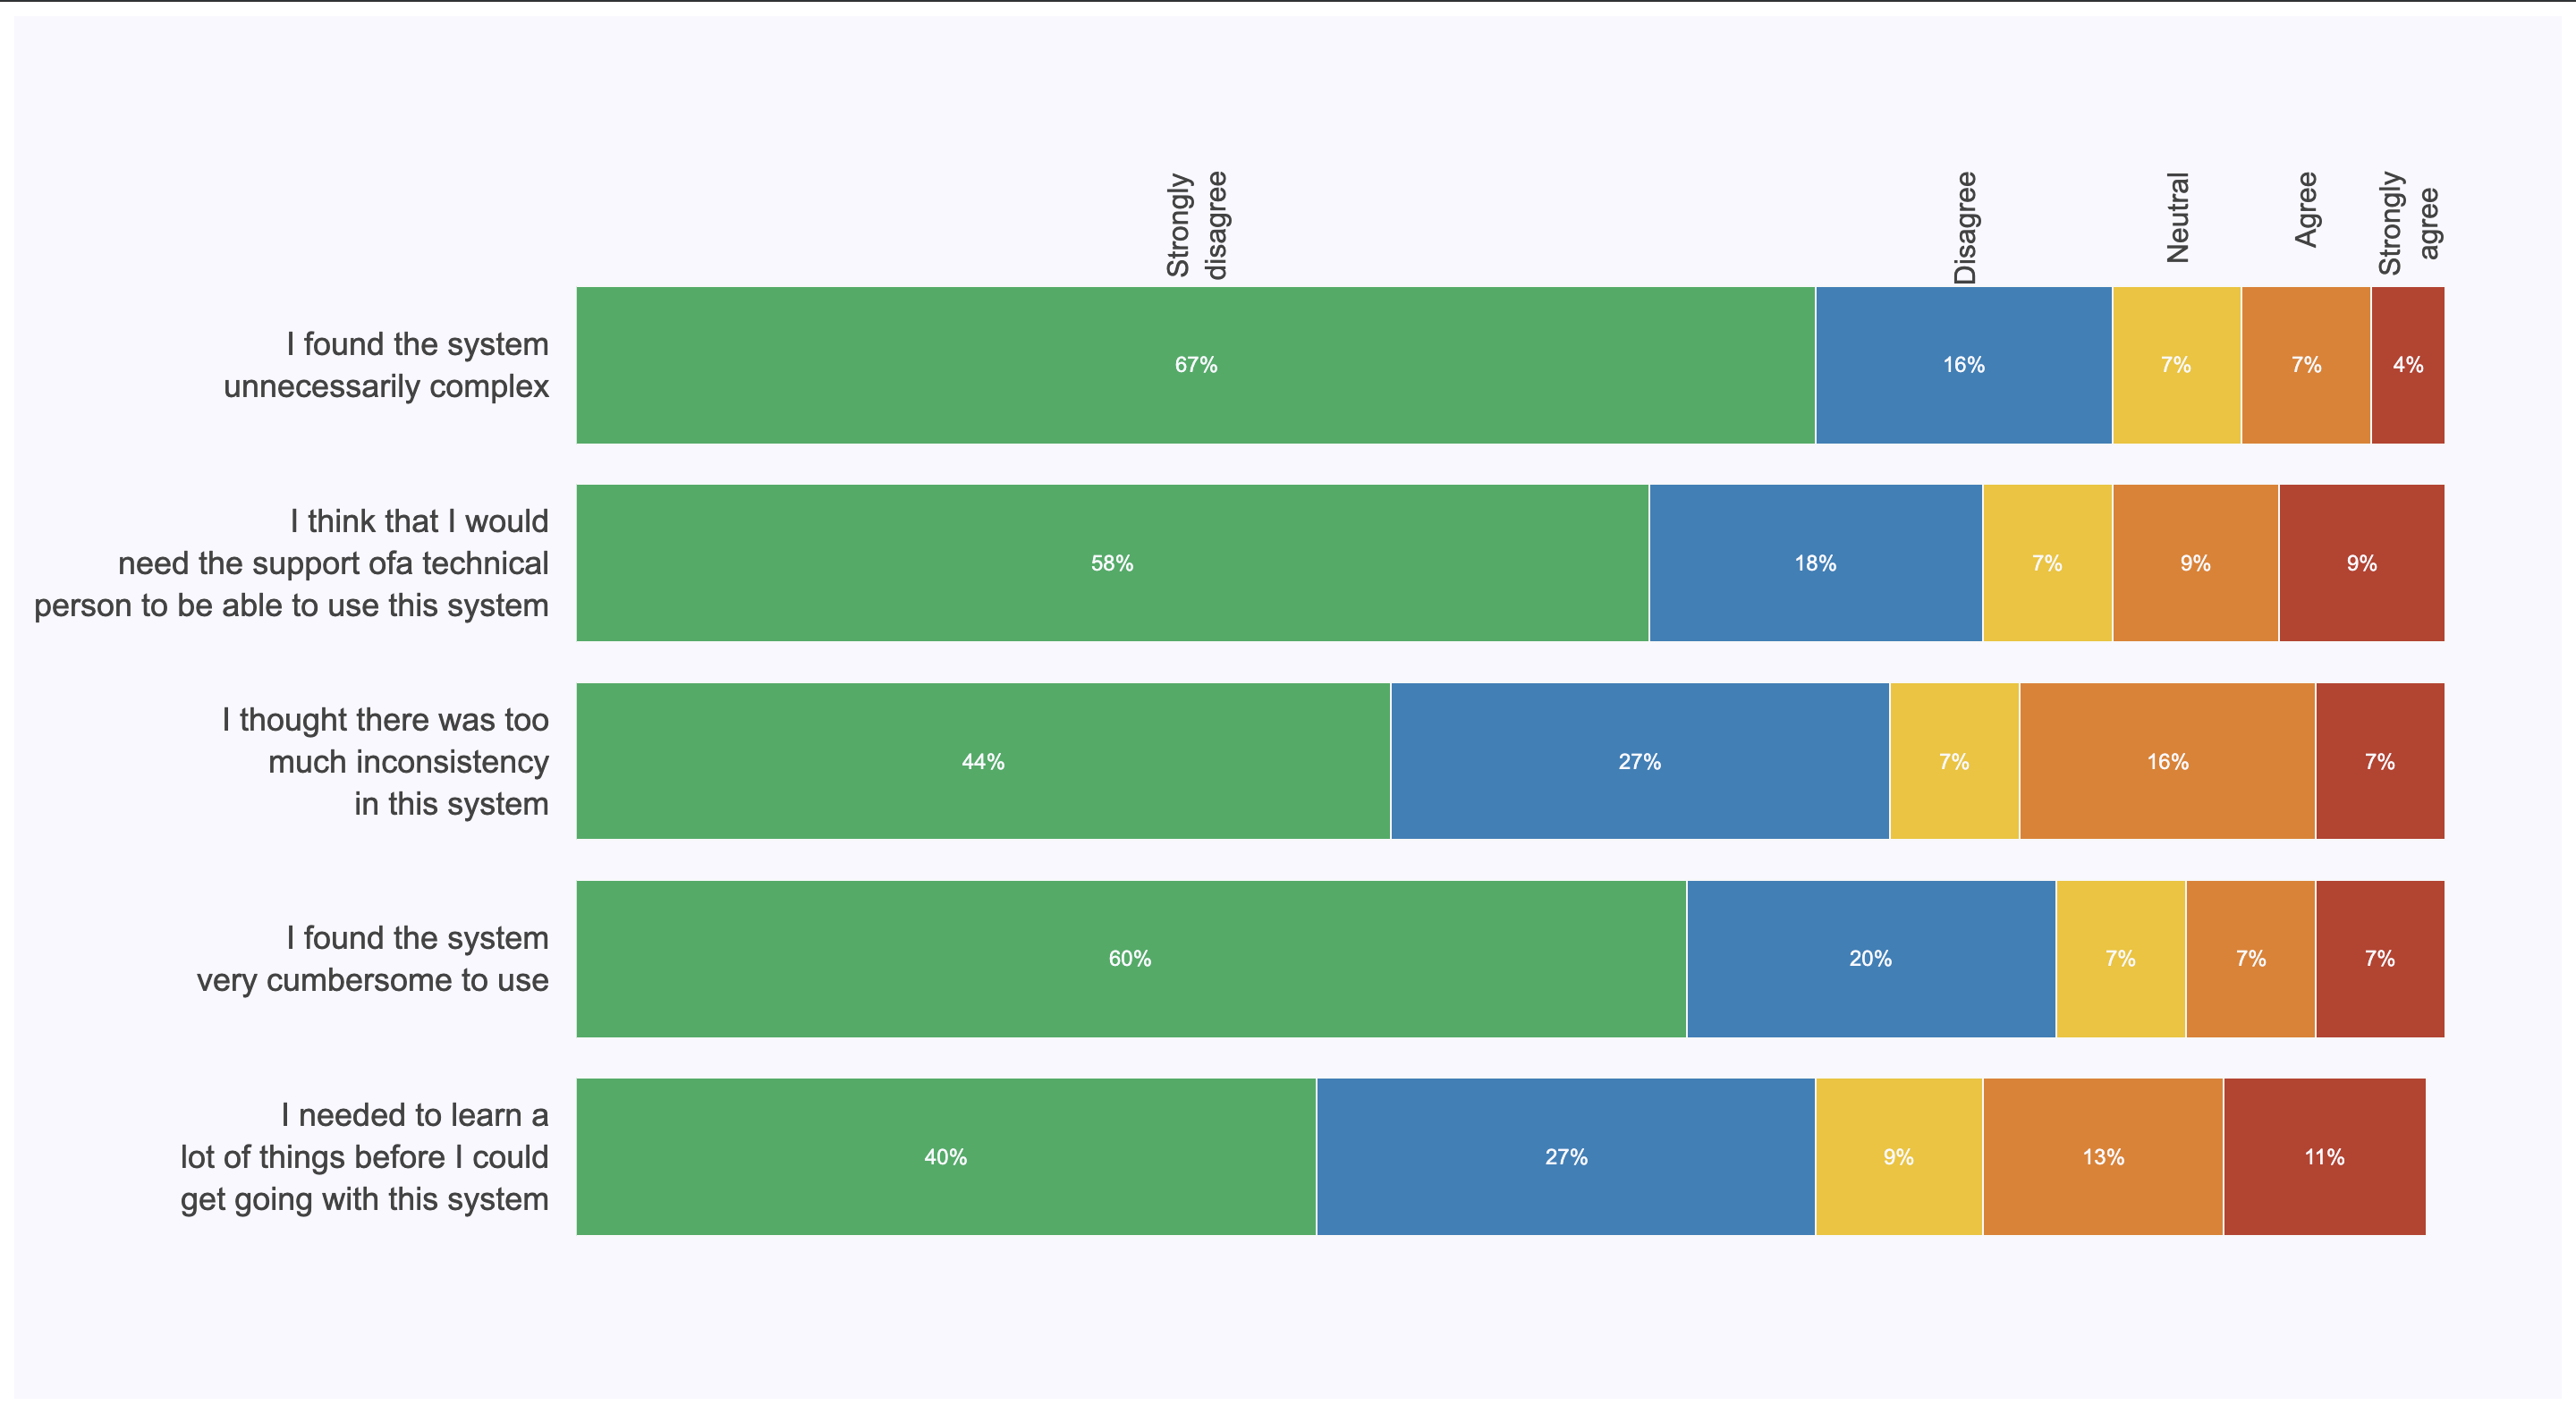 Strongly
disagree
Disagree
Neutral
Agree
Strongly
agree
I found the system
unnecessarily complex
67%
16%
7%
7%
4%
I think that I would
need the support ofa technical
person to be able to use this system
58%
18%
7%
9%
9%
I thought there was too
much inconsistency
in this system
44%
27%
7%
16%
7%
I found the system
very cumbersome to use
60%
20%
7%
7%
7%
I needed to learn a
lot of things before I could
get going with this system
40%
27%
9%
13%
11%